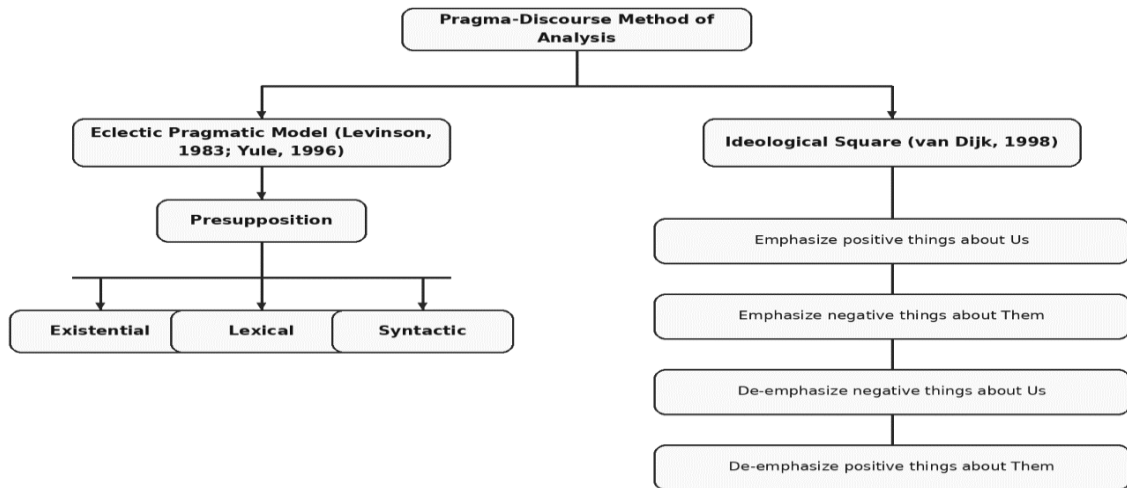 Pragma-Discourse Method of
Analysis
Eclectic Pragmatic Model (Levinson,
1983; Yule, 1996)
Ideological Square (van Dijk, 1998)
Presupposition
Emphasize positive things about Us
Existential
Lexical
Syntactic
Emphasize negative things about Them
De-emphasize negative things about Us
De-emphasize positive things about Them